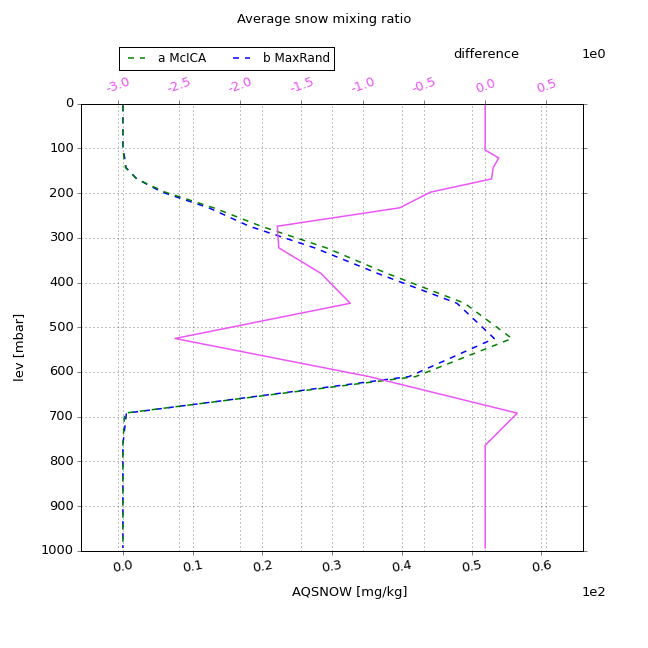 Average snow mixing ratio
a McICA b MaxRand difference 1e0
-3.0 -2.5 -2.0 -1.5 -1.0 -0.5 0.0 0.5
0
100
200
300
400
500
600
700
800
900
1000
lev [mbar]
0.0 0.1 0.2 0.3 0.4 0.5 0.6
AQSNOW [mg/kg] 1e2